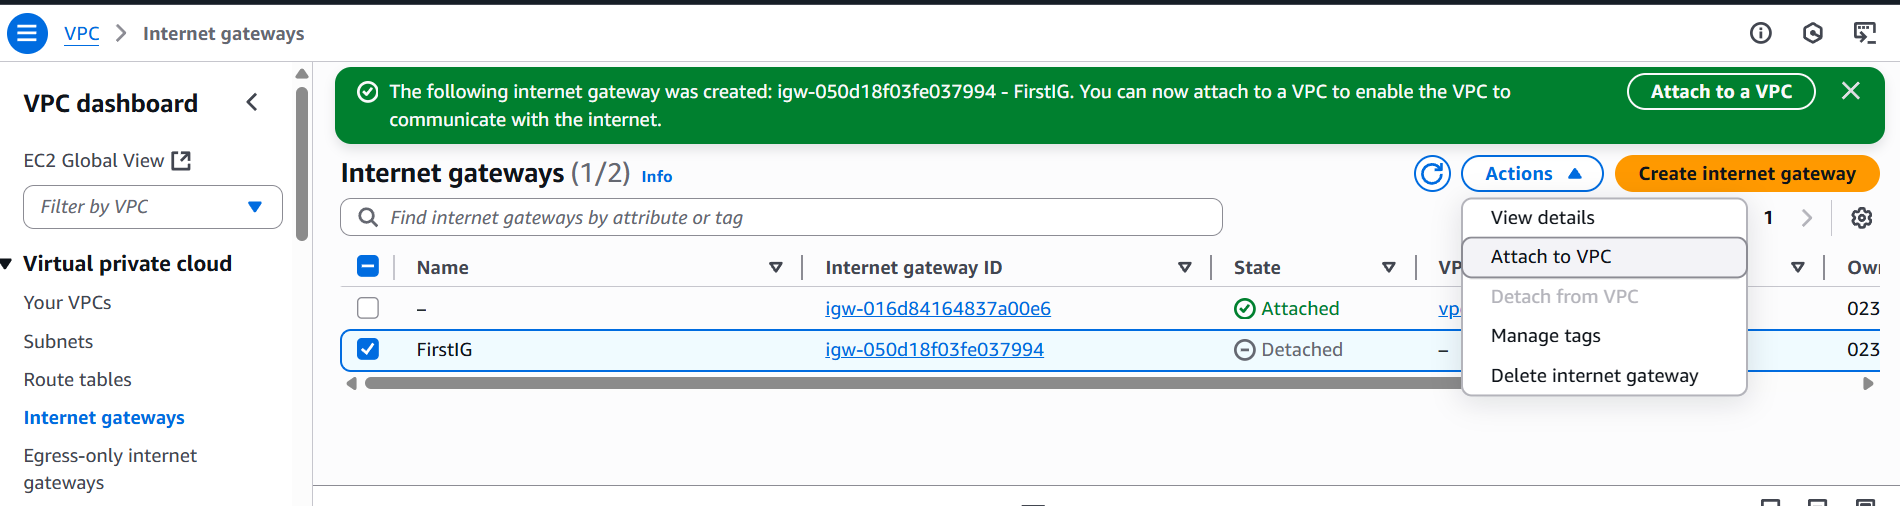 VPC > Internet gateways
VPC dashboard
EC2 Global View
Filter by VPC
Virtual private cloud
Your VPCs
Subnets
Route tables
Internet gateways
Egress-only internet
gateways
The following internet gateway was created: igw-050d18f03fe037994 - FirstIG. You can now attach to a VPC to enable the VPC to
communicate with the internet.
Attach to a VPC
Internet gateways (1/2) Info
Actions
Create internet gateway
Find internet gateways by attribute or tag
1
Name Internet gateway ID State VP Own
– igw-016d84164837a00e6 Attached vp 023
FirstIG igw-050d18f03fe037994 Detached – 023
View details
Attach to VPC
Detach from VPC
Manage tags
Delete internet gateway